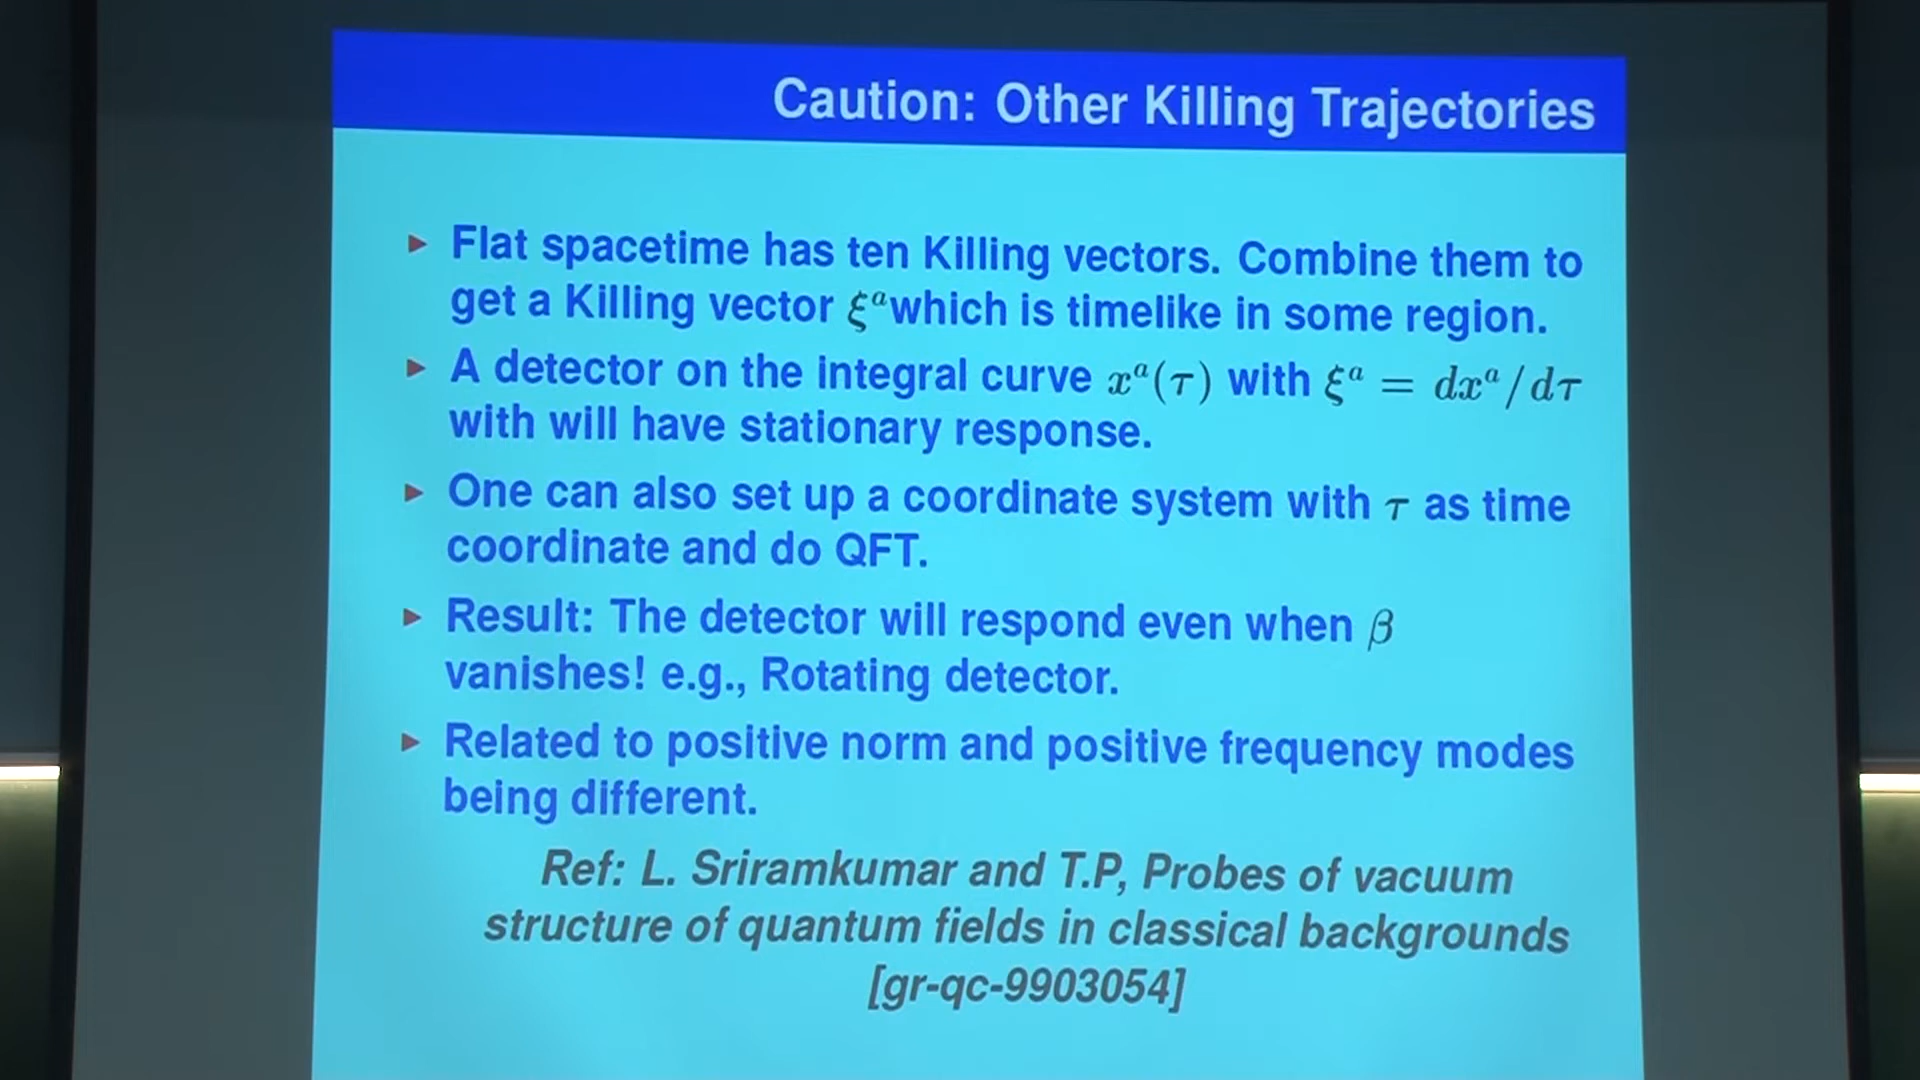 Caution: Other Killing Trajectories
▶ Flat spacetime has ten Killing vectors. Combine them to
get a Killing vector ξᵃ which is timelike in some region.
▶ A detector on the integral curve xᵃ(τ) with ξᵃ = dxᵃ/dτ
with will have stationary response.
▶ One can also set up a coordinate system with τ as time
coordinate and do QFT.
▶ Result: The detector will respond even when β
vanishes! e.g., Rotating detector.
▶ Related to positive norm and positive frequency modes
being different.
Ref: L. Sriramkumar and T.P, Probes of vacuum
structure of quantum fields in classical backgrounds
[gr-qc-9903054]